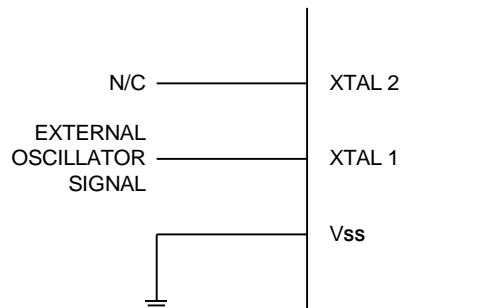 N/C
XTAL 2
EXTERNAL
OSCILLATOR
SIGNAL
XTAL 1
Vss